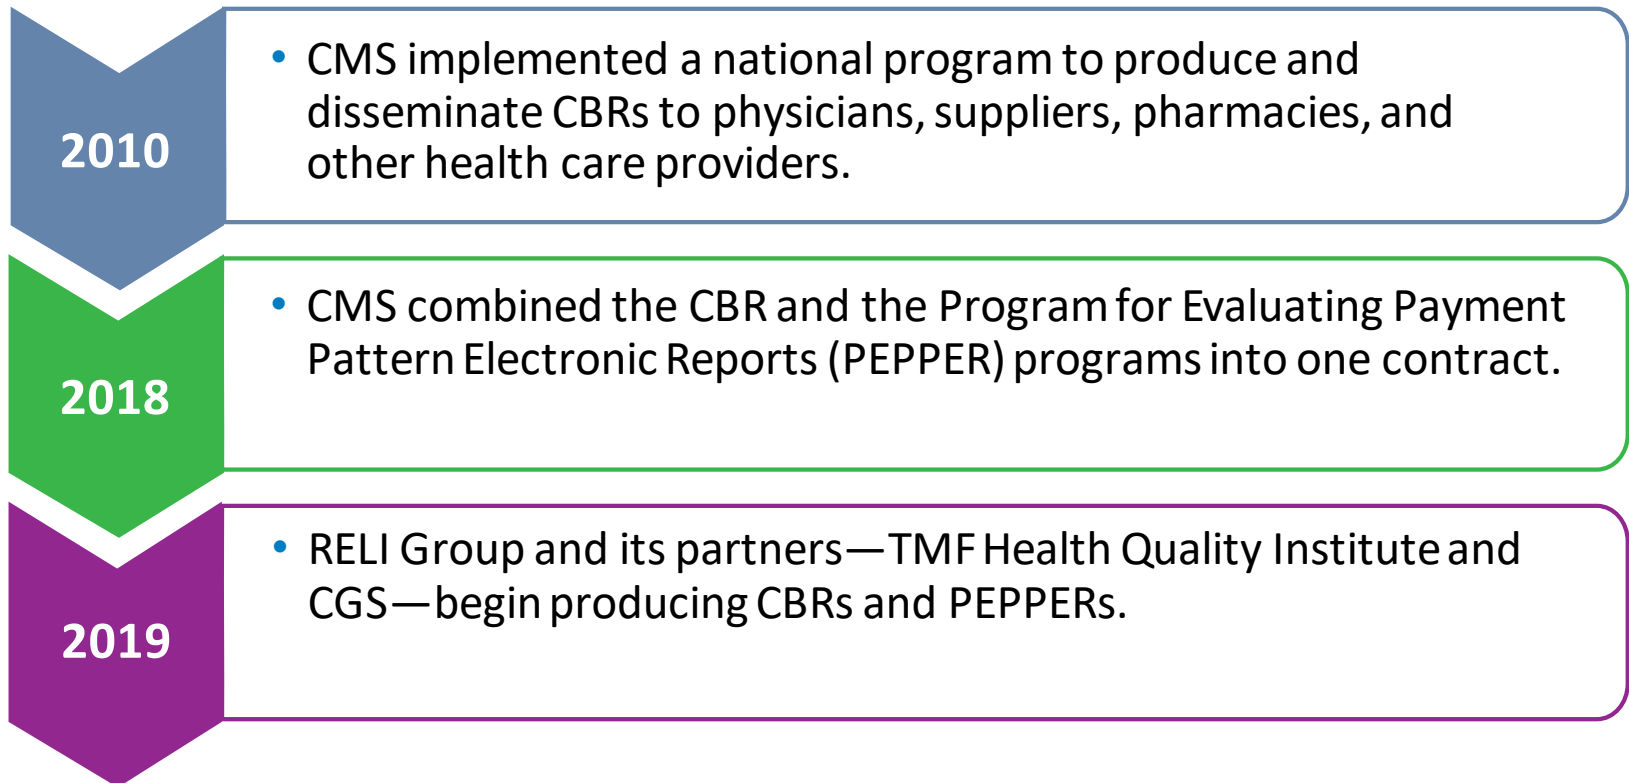 2010
• CMS implemented a national program to produce and
disseminate CBRs to physicians, suppliers, pharmacies, and
other health care providers.
2018
• CMS combined the CBR and the Program for Evaluating Payment
Pattern Electronic Reports (PEPPER) programs into one contract.
2019
• RELI Group and its partners—TMF Health Quality Institute and
CGS—begin producing CBRs and PEPPERs.